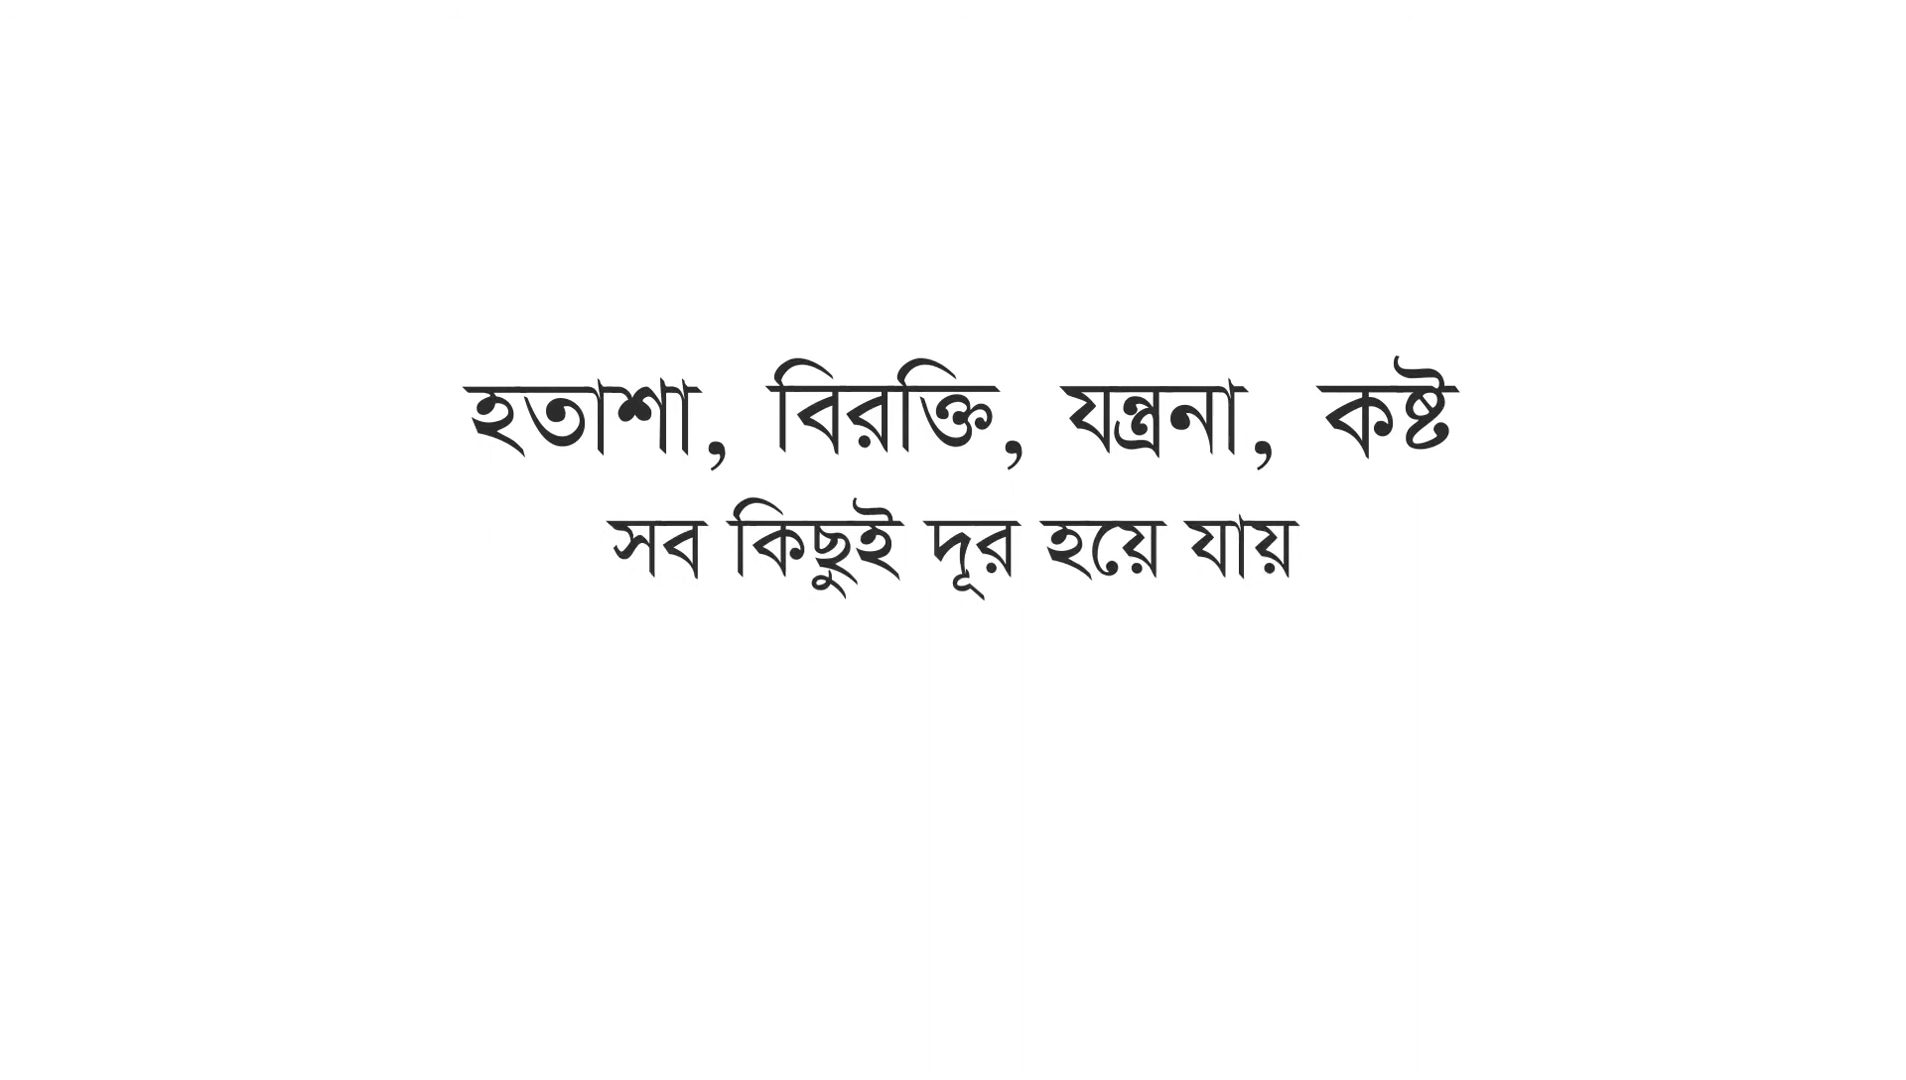 হতাশা, বিরক্তি, যন্ত্রনা, কষ্ট
সব কিছুই দূর হয়ে যায়